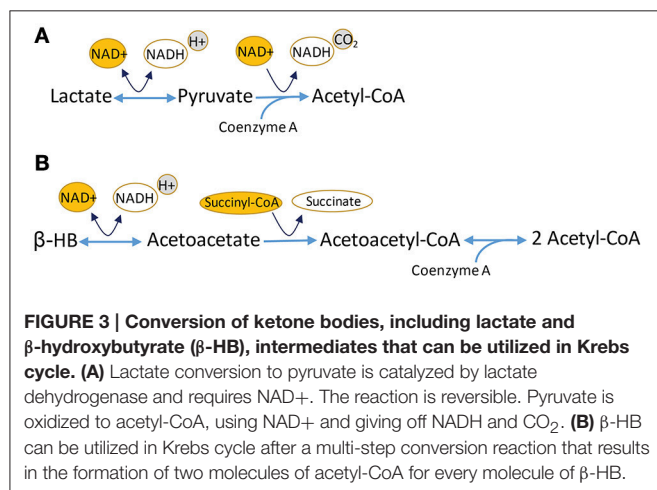 A
NAD+ NADH H+ NAD+ NADH CO₂
Lactate Pyruvate Acetyl-CoA
Coenzyme A
B
NAD+ NADH H+ Succinyl-CoA Succinate
β-HB Acetoacetate Acetoacetyl-CoA 2 Acetyl-CoA
Coenzyme A
FIGURE 3 | Conversion of ketone bodies, including lactate and
β-hydroxybutyrate (β-HB), intermediates that can be utilized in Krebs
cycle. (A) Lactate conversion to pyruvate is catalyzed by lactate
dehydrogenase and requires NAD+. The reaction is reversible. Pyruvate is
oxidized to acetyl-CoA, using NAD+ and giving off NADH and CO₂. (B) β-HB
can be utilized in Krebs cycle after a multi-step conversion reaction that results
in the formation of two molecules of acetyl-CoA for every molecule of β-HB.